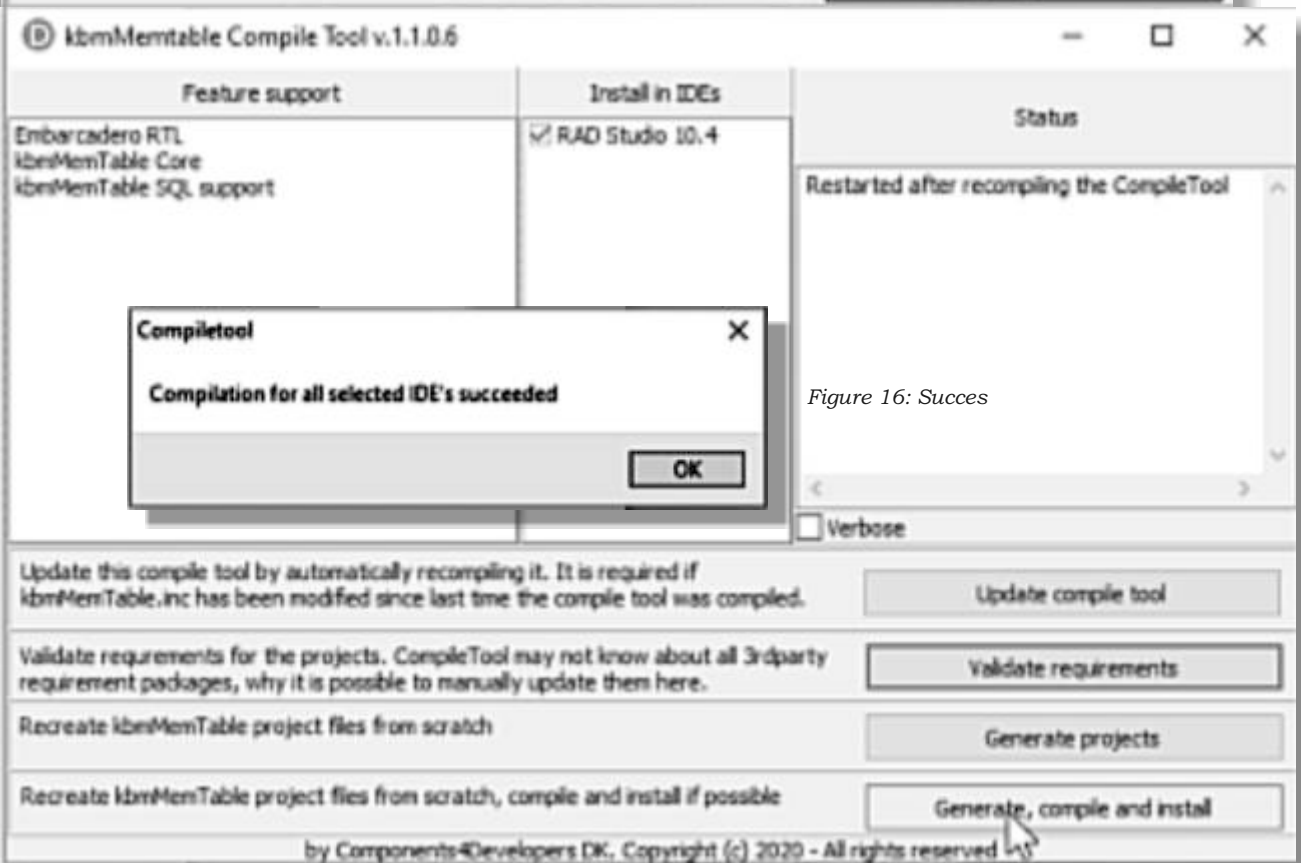 kbmMemtable Compile Tool v.1.1.0.6
Feature support
Install in IDEs
Status
Embarcadero RTL
kbmMemTable Core
kbmMemTable SQL support
RAD Studio 10.4
Restarted after recompiling the CompileTool
Compiletool
Compilation for all selected IDE's succeeded
OK
Figure 16: Succes
Verbose
Update this compile tool by automatically recompiling it. It is required if
kbmMemTable.inc has been modified since last time the compile tool was compiled.
Update compile tool
Validate requrements for the projects. CompileTool may not know about all 3rdparty
requirement packages, why it is possible to manually update them here.
Validate requirements
Recreate kbmMemTable project files from scratch
Generate projects
Recreate kbmMemTable project files from scratch, compile and install if possible
Generate, compile and install
by Components4Developers DK. Copyright (c) 2020 - All rights reserved